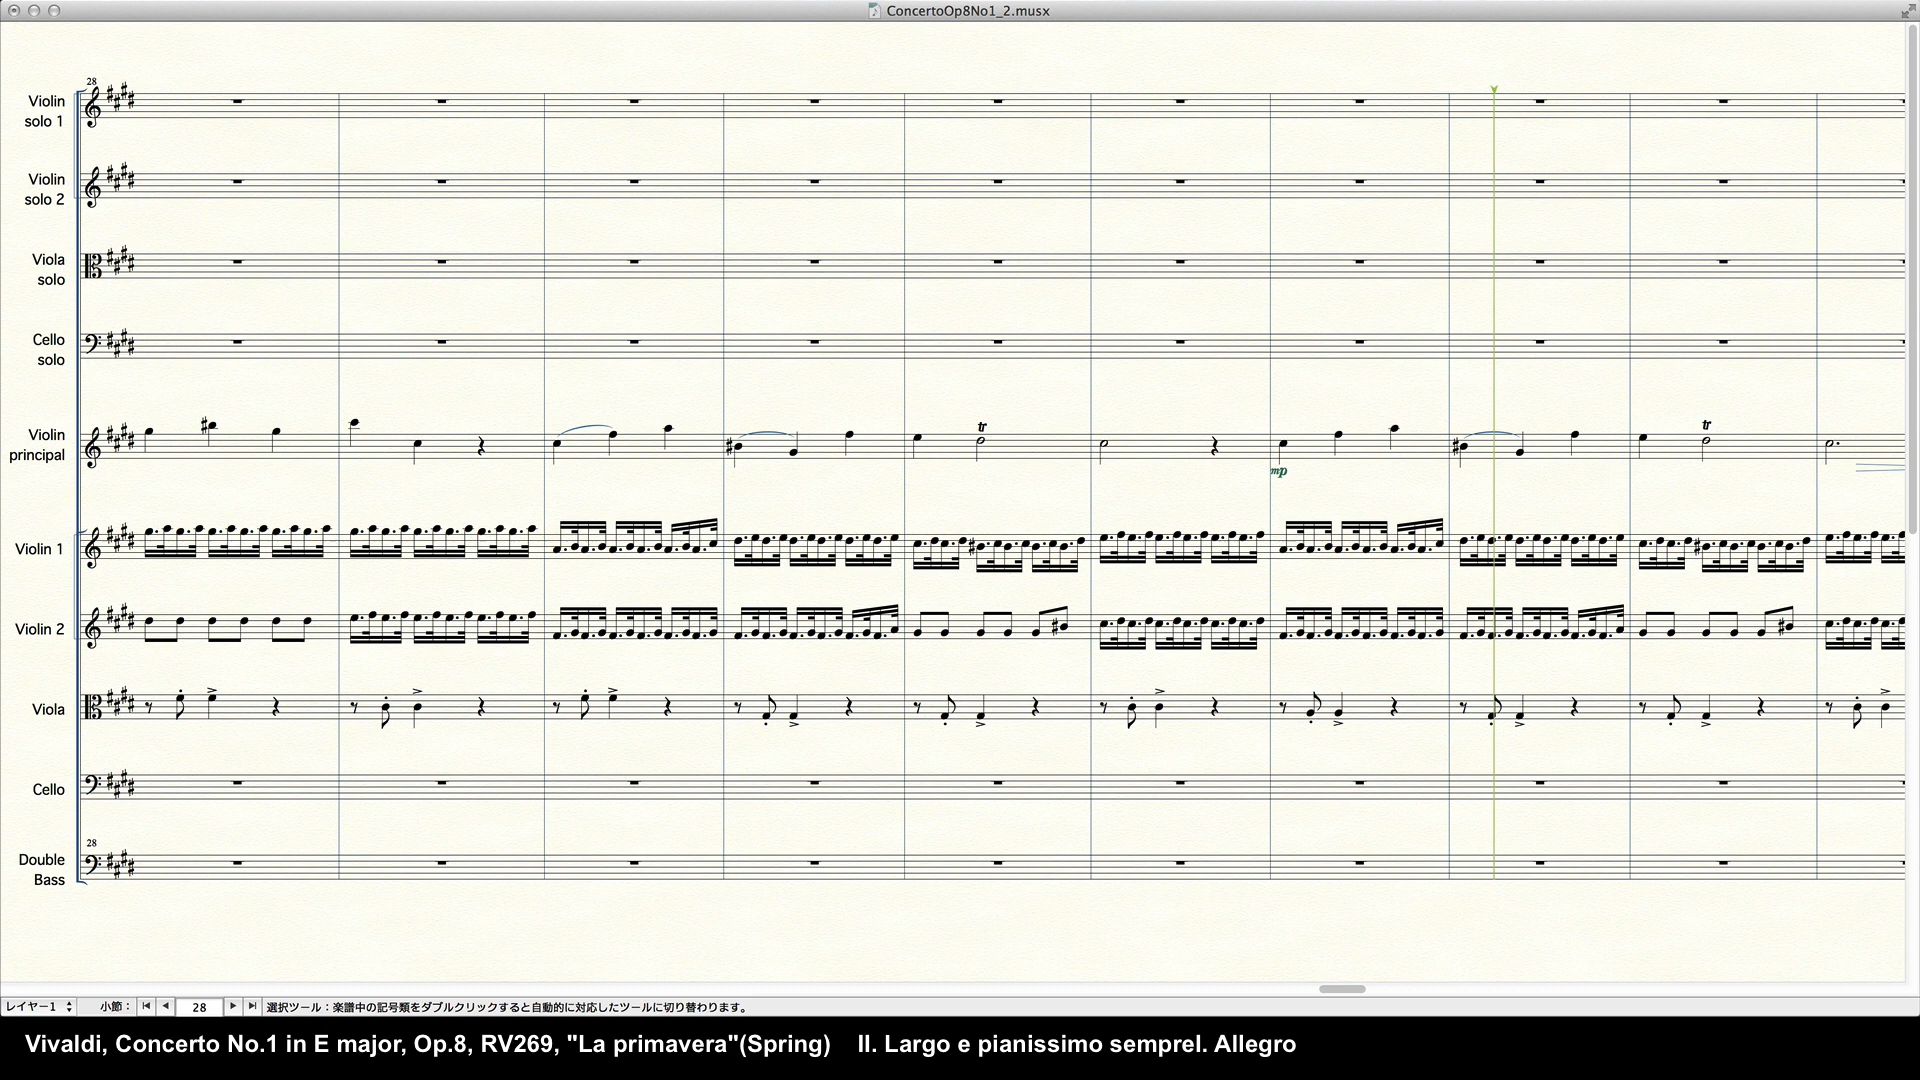 ConcertoOp8No1_2.musx
28
Violin
solo 1
Violin
solo 2
Viola
solo
Cello
solo
Violin
principal
tr
tr
mp
Violin 1
Violin 2
Viola
Cello
28
Double
Bass
レイヤー1 小節： 28 選択ツール：楽譜中の記号類をダブルクリックすると自動的に対応したツールに切り替わります。
Vivaldi, Concerto No.1 in E major, Op.8, RV269, "La primavera"(Spring) II. Largo e pianissimo semprel. Allegro